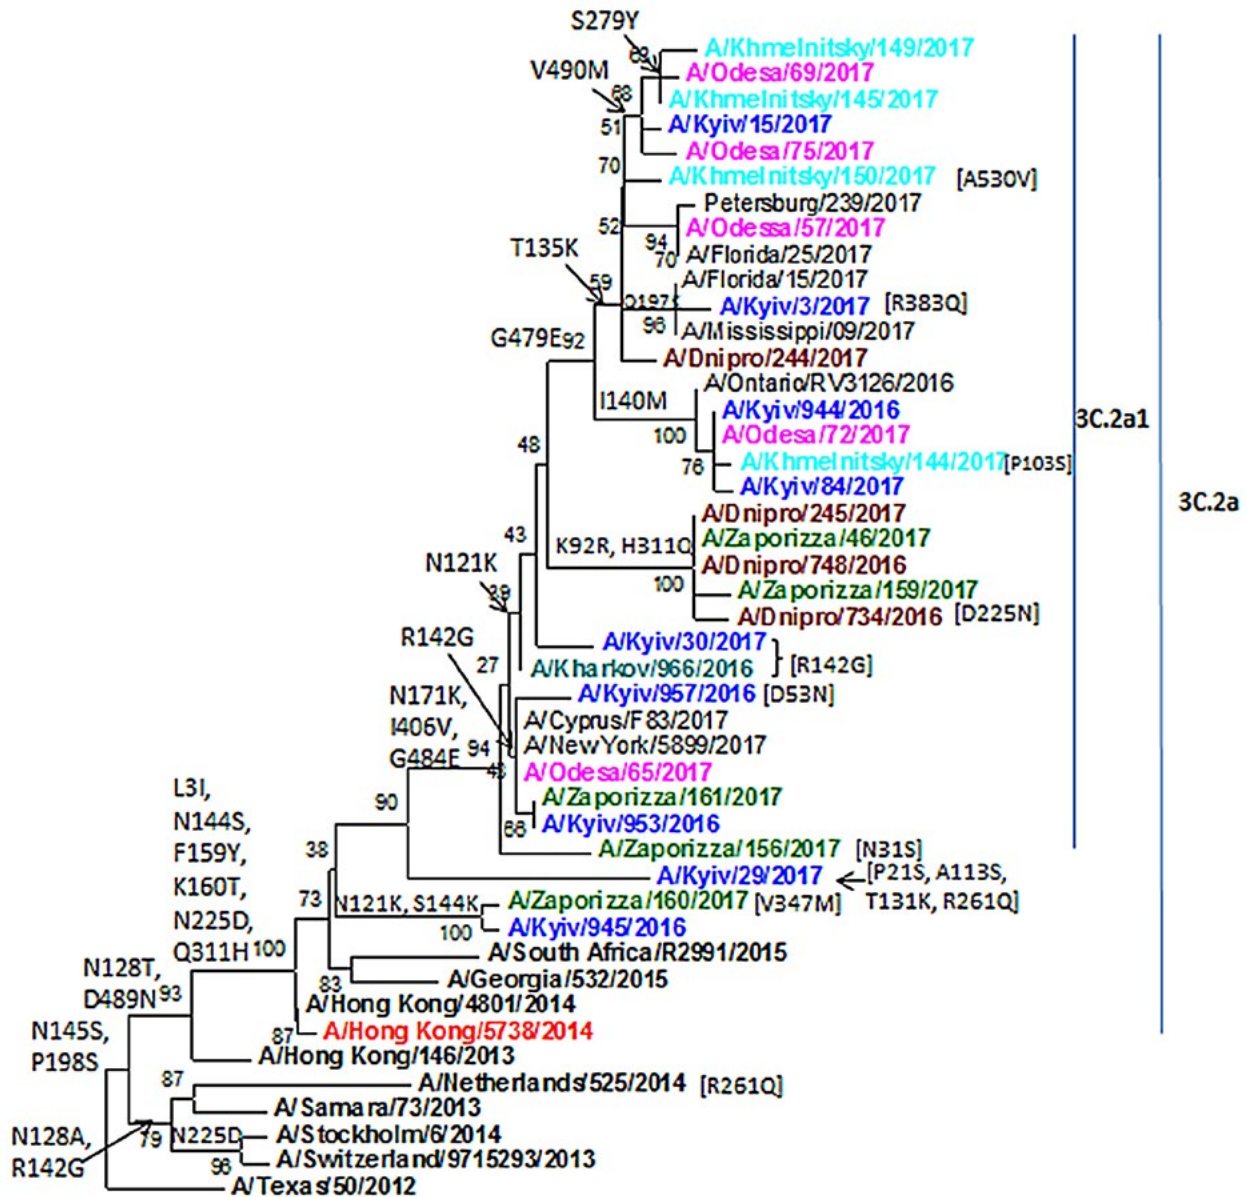 S279Y
A/Khmelnitsky/149/2017
V490M
A/Odesa/69/2017
68
A/Khmelnitsky/145/2017
51
A/Kyiv/15/2017
A/Odesa/75/2017
70
A/Khmelnitsky/150/2017 [A530V]
Petersburg/239/2017
52
A/Odessa/57/2017
T135K
94
70
A/Florida/25/2017
59
A/Florida/15/2017
A/Kyiv/3/2017 [R383Q]
96
A/Mississippi/09/2017
G479E 92
A/Dnipro/244/2017
A/Ontario/RV3126/2016
I140M
A/Kyiv/944/2016
3C.2a1
100
A/Odesa/72/2017
48
76
A/Khmelnitsky/144/2017 [P103S]
A/Kyiv/84/2017
3C.2a
A/Dnipro/245/2017
43
K92R, H311Q
A/Zaporizza/46/2017
N121K
A/Dnipro/748/2016
100
A/Zaporizza/159/2017
A/Dnipro/734/2016 [D225N]
R142G
A/Kyiv/30/2017
27
A/Kharkov/966/2016 [R142G]
N171K,
A/Kyiv/957/2016 [D53N]
I406V,
A/Cyprus/F83/2017
G484E 94
A/NewYork/5899/2017
A/Odesa/65/2017
L3I,
90
A/Zaporizza/161/2017
N144S,
66
A/Kyiv/953/2016
F159Y,
38
A/Zaporizza/156/2017 [N31S]
K160T,
A/Kyiv/29/2017 [P21S, A113S,
T131K, R261Q]
N225D,
73
N121K, S144K
A/Zaporizza/160/2017 [V347M]
Q311H 100
100
A/Kyiv/945/2016
N128T,
A/South Africa/R2991/2015
D489N 93
83
A/Georgia/532/2015
A/Hong Kong/4801/2014
N145S,
87
A/Hong Kong/5738/2014
P198S
A/Hong Kong/146/2013
87
A/Netherlands/525/2014 [R261Q]
A/Samara/73/2013
N128A,
79
N225D
A/Stockholm/6/2014
R142G
96
A/Switzerland/9715293/2013
A/Texas/50/2012